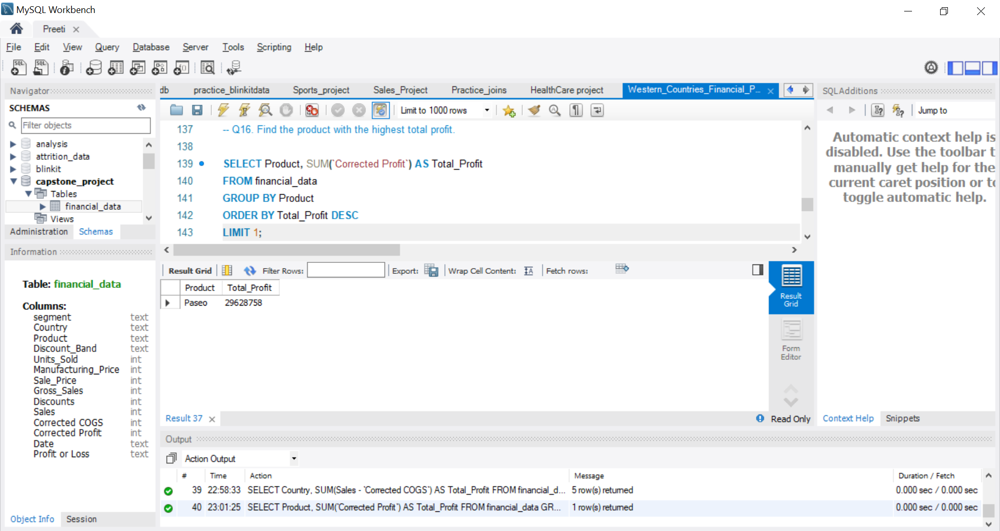 MySQL Workbench
Preeti
File Edit View Query Database Server Tools Scripting Help
Navigator
SCHEMAS
Filter objects
analysis
attrition_data
blinkit
capstone_project
Tables
financial_data
Views
Administration Schemas
Information
Table: financial_data
Columns:
segment text
Country text
Product text
Discount_Band text
Units_Sold int
Manufacturing_Price int
Sale_Price int
Gross_Sales int
Discounts int
Sales int
Corrected COGS int
Corrected Profit int
Date text
Profit or Loss text
Object Info Session
db practice_blinkitdata Sports_project Sales_Project Practice_joins HealthCare project Western_Countries_Financial_P...
Limit to 1000 rows
137 -- Q16. Find the product with the highest total profit.
138
139 SELECT Product, SUM(`Corrected Profit`) AS Total_Profit
140 FROM financial_data
141 GROUP BY Product
142 ORDER BY Total_Profit DESC
143 LIMIT 1;
Result Grid Filter Rows: Export: Wrap Cell Content: Fetch rows:
Product Total_Profit
Paseo 29628758
Result Grid
Form Editor
Result 37 Read Only
SQLAdditions
Jump to
Automatic context help is
disabled. Use the toolbar t
manually get help for the
current caret position or to
toggle automatic help.
Context Help Snippets
Output
Action Output
# Time Action Message Duration / Fetch
39 22:58:33 SELECT Country, SUM(Sales - `Corrected COGS`) AS Total_Profit FROM financial_d... 5 row(s) returned 0.000 sec / 0.000 sec
40 23:01:25 SELECT Product, SUM(`Corrected Profit`) AS Total_Profit FROM financial_data GR... 1 row(s) returned 0.000 sec / 0.000 sec